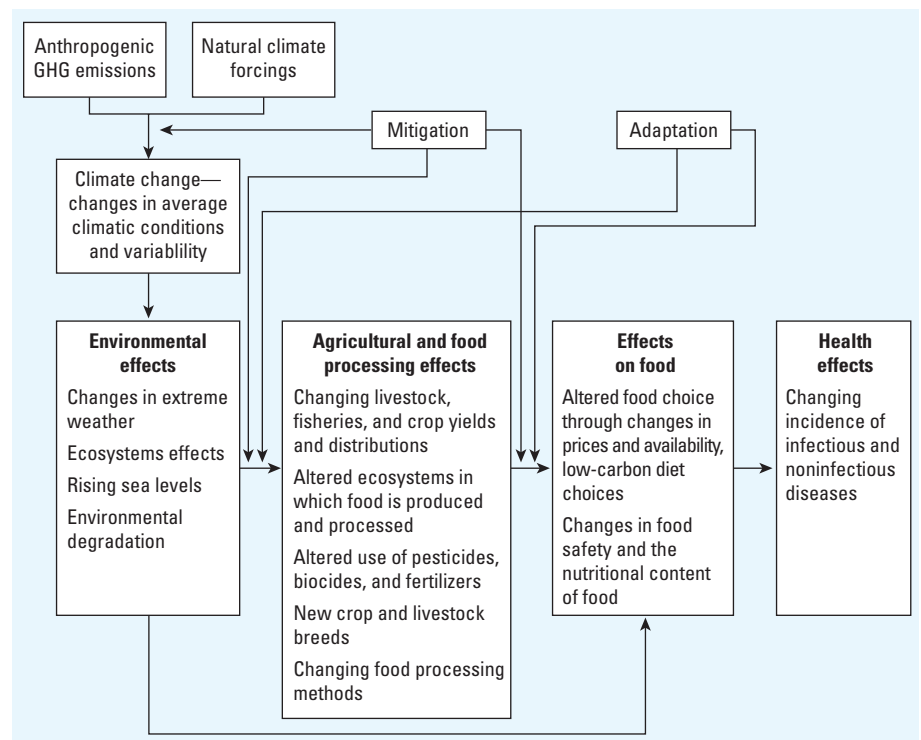 Anthropogenic
GHG emissions
Natural climate
forcings
Mitigation
Adaptation
Climate change—
changes in average
climatic conditions
and variablility
Environmental
effects
Changes in extreme
weather
Ecosystems effects
Rising sea levels
Environmental
degradation
Agricultural and food
processing effects
Changing livestock,
fisheries, and crop yields
and distributions
Altered ecosystems in
which food is produced
and processed
Altered use of pesticides,
biocides, and fertilizers
New crop and livestock
breeds
Changing food processing
methods
Effects
on food
Altered food choice
through changes in
prices and availability,
low-carbon diet
choices
Changes in food
safety and the
nutritional content
of food
Health
effects
Changing
incidence of
infectious and
noninfectious
diseases